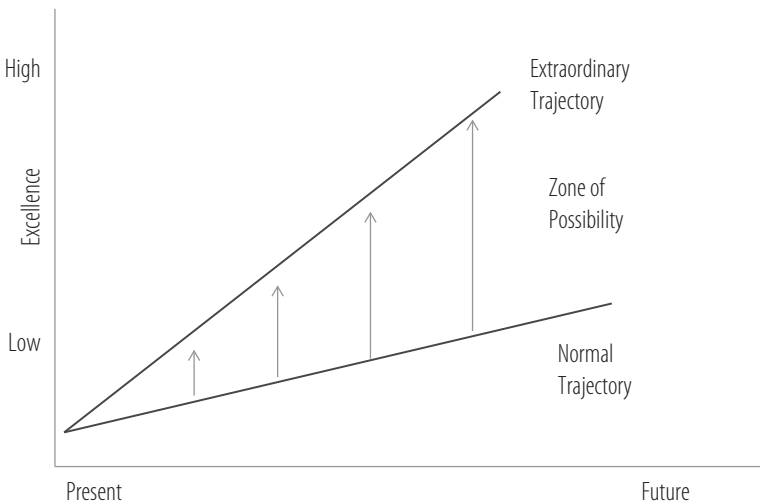 High
Extraordinary
Trajectory
Excellence
Zone of
Possibility
Low
Normal
Trajectory
Present
Future